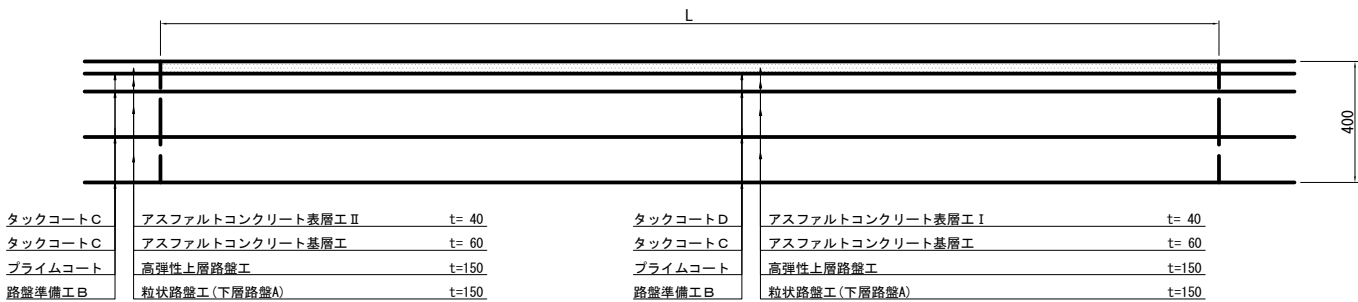 L
400
タックコートC アスファルトコンクリート表層工Ⅱ t= 40
タックコートC アスファルトコンクリート基層工 t= 60
プライムコート 高弾性上層路盤工 t=150
路盤準備工B 粒状路盤工(下層路盤A) t=150
タックコートD アスファルトコンクリート表層工Ⅰ t= 40
タックコートC アスファルトコンクリート基層工 t= 60
プライムコート 高弾性上層路盤工 t=150
路盤準備工B 粒状路盤工(下層路盤A) t=150